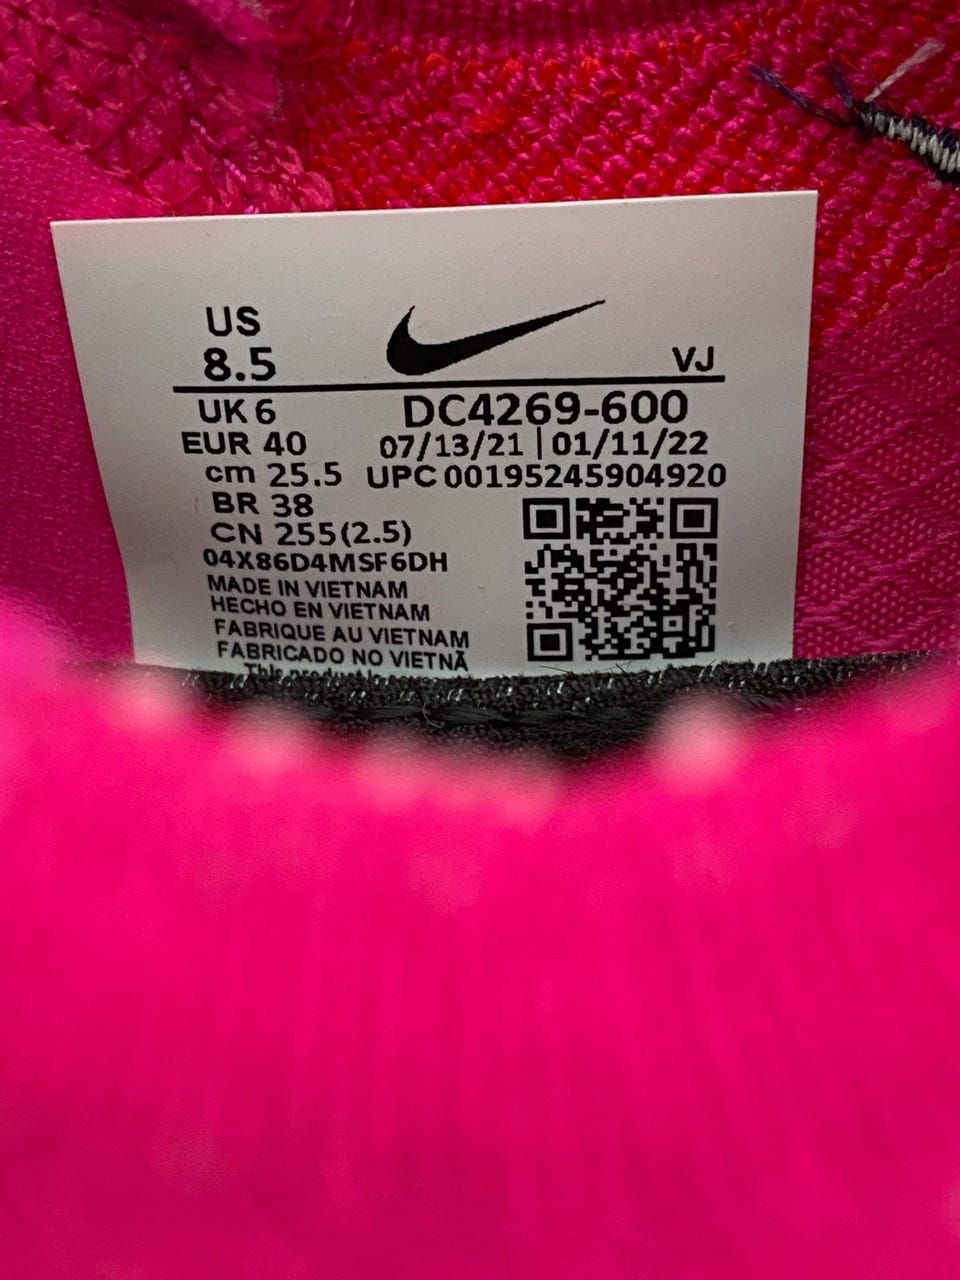 US
8.5
VJ
UK 6
DC4269-600
EUR 40
07/13/21 | 01/11/22
cm 25.5
UPC 00195245904920
BR 38
CN 255(2.5)
04X86D4MSF6DH
MADE IN VIETNAM
HECHO EN VIETNAM
FABRIQUE AU VIETNAM
FABRICADO NO VIETNÃ
This product